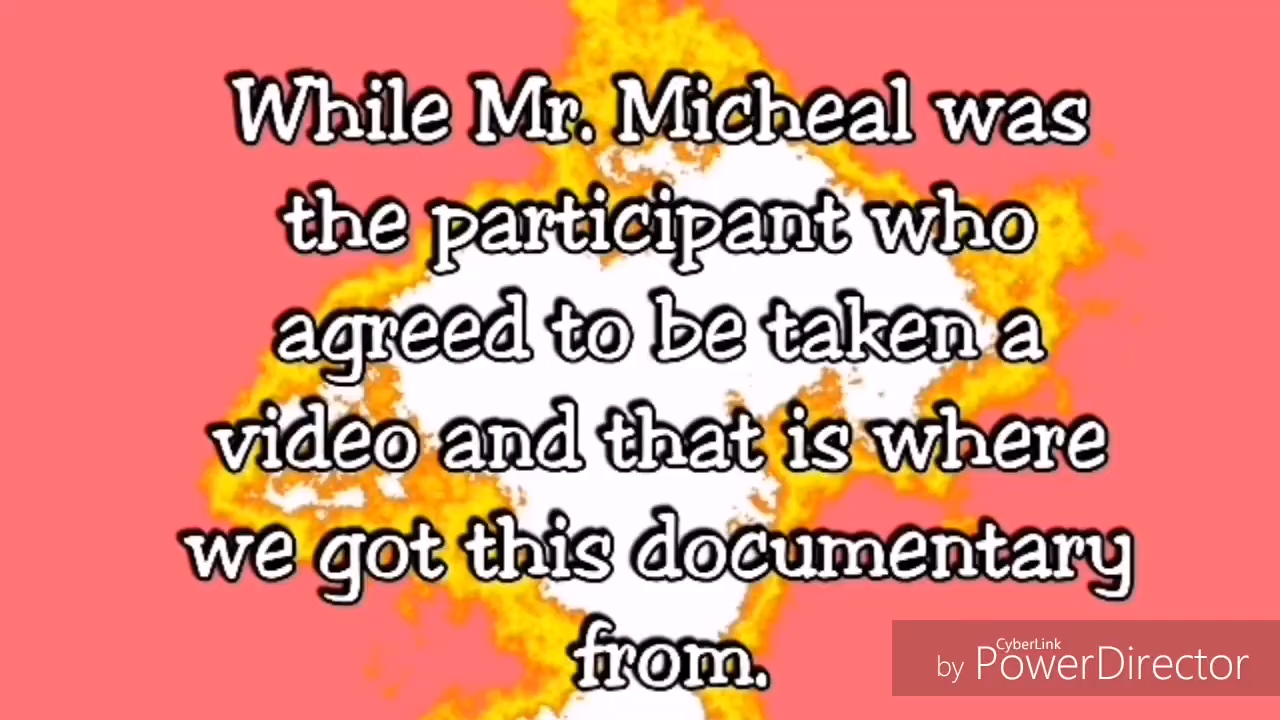 While Mr. Micheal was
the participant who
agreed to be taken a
video and that is where
we got this documentary
from.
CyberLink
by PowerDirector